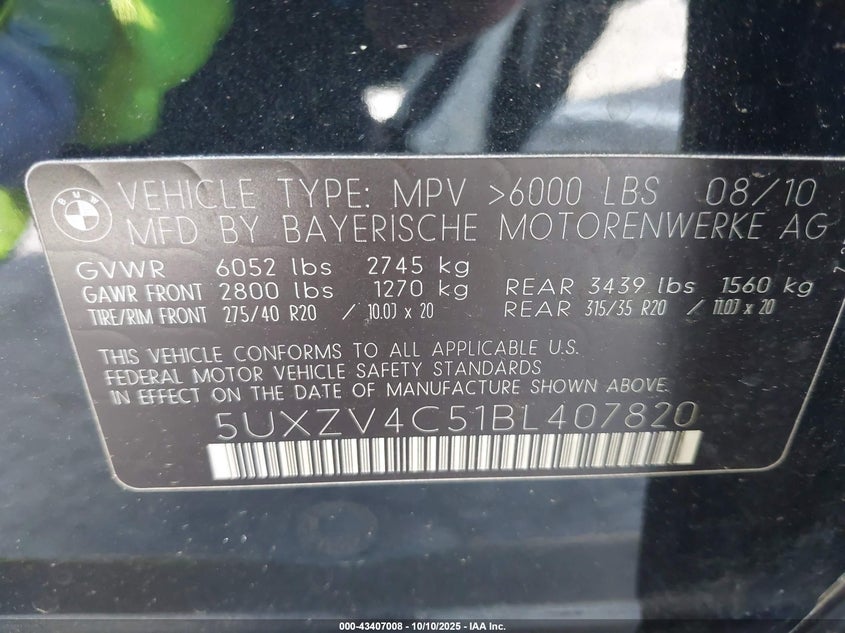 BMW
VEHICLE TYPE: MPV >6000 LBS 08/10
MFD BY BAYERISCHE MOTORENWERKE AG
GVWR 6052 lbs 2745 kg
GAWR FRONT 2800 lbs 1270 kg REAR 3439 lbs 1560 kg
TIRE/RIM FRONT 275/40 R20 / 10.0J x 20 REAR 315/35 R20 / 11.0J x 20
THIS VEHICLE CONFORMS TO ALL APPLICABLE U.S.
FEDERAL MOTOR VEHICLE SAFETY STANDARDS
IN EFFECT ON THE DATE OF MANUFACTURE SHOWN ABOVE
5UXZV4C51BL407820
000-43407008 - 10/10/2025 - IAA Inc.